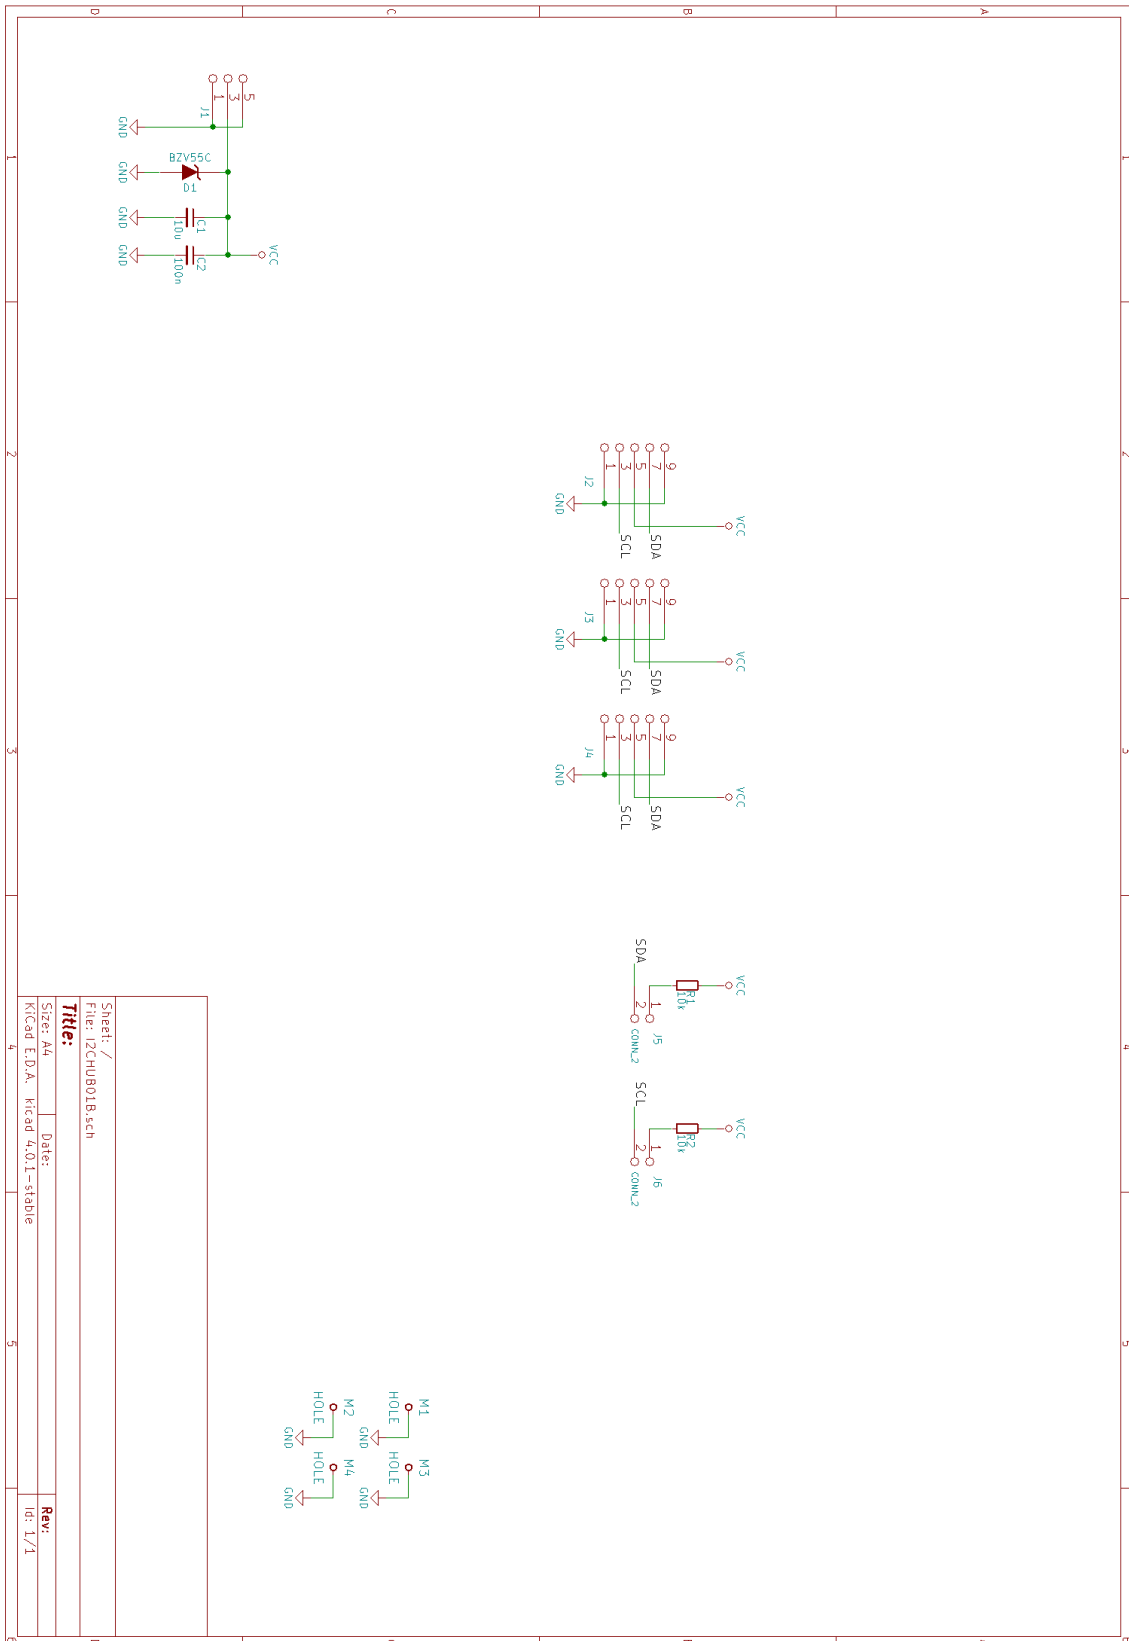 D C B A
1
5
3
1
J1
GND
BZV55C
D1
GND
C1
10u
GND
C2
100n
GND
VCC
1
2
9
7
5
3
1
J2
GND
SCL
SDA
VCC
9
7
5
3
1
J3
GND
SCL
SDA
VCC
9
7
5
3
1
J4
GND
SCL
SDA
VCC
3
SDA
VCC
R1
10k
1
2
J5
CONN_2
SCL
VCC
R2
10k
1
2
J6
CONN_2
4
4
5
M1
HOLE
GND
M3
HOLE
GND
M2
HOLE
GND
M4
HOLE
GND
Sheet: /
File: I2CHUB01B.sch
Title:
Size: A4 Date: Rev:
KiCad E.D.A. kicad 4.0.1-stable Id: 1/1